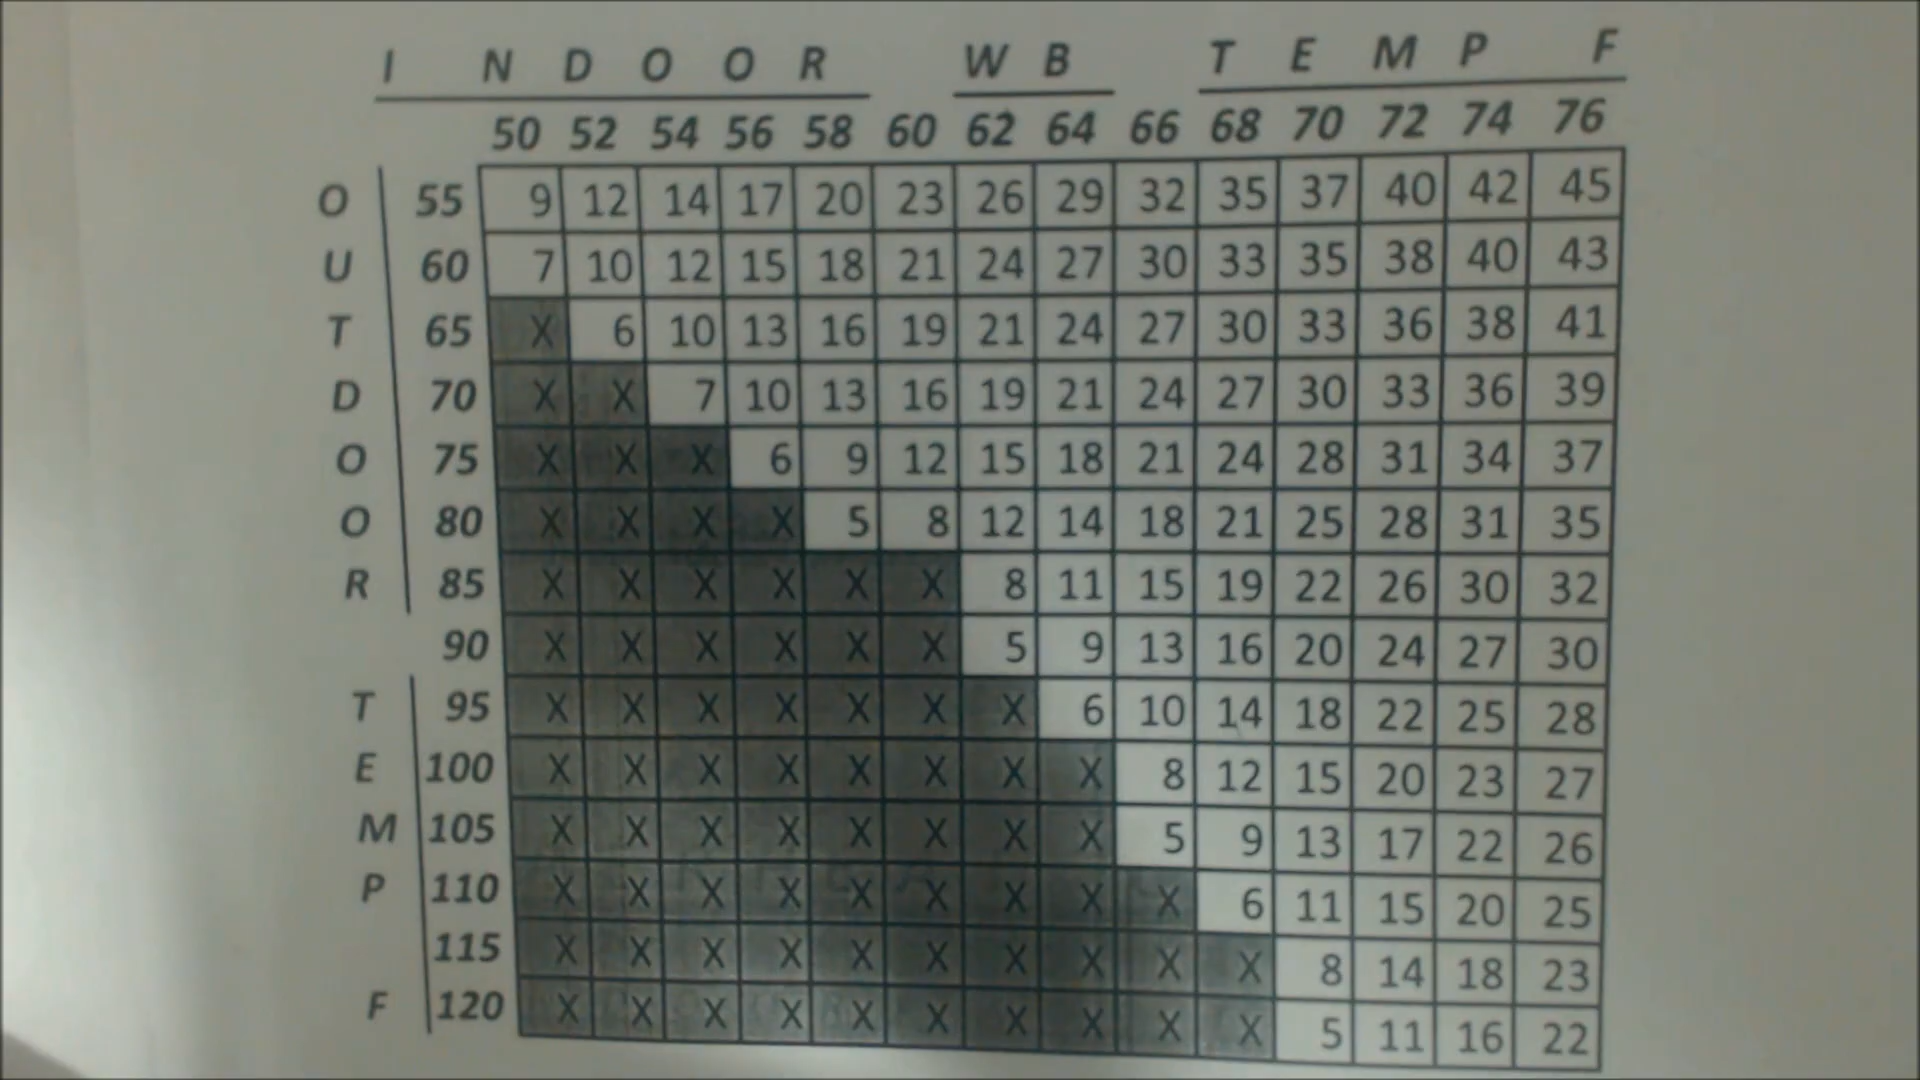 I N D O O R W B T E M P F
50 52 54 56 58 60 62 64 66 68 70 72 74 76
O 55 9 12 14 17 20 23 26 29 32 35 37 40 42 45
U 60 7 10 12 15 18 21 24 27 30 33 35 38 40 43
T 65 X 6 10 13 16 19 21 24 27 30 33 36 38 41
D 70 X X 7 10 13 16 19 21 24 27 30 33 36 39
O 75 X X X 6 9 12 15 18 21 24 28 31 34 37
O 80 X X X X 5 8 12 14 18 21 25 28 31 35
R 85 X X X X X X 8 11 15 19 22 26 30 32
90 X X X X X X 5 9 13 16 20 24 27 30
T 95 X X X X X X X 6 10 14 18 22 25 28
E 100 X X X X X X X X 8 12 15 20 23 27
M 105 X X X X X X X X 5 9 13 17 22 26
P 110 X X X X X X X X X 6 11 15 20 25
115 X X X X X X X X X X 8 14 18 23
F 120 X X X X X X X X X X 5 11 16 22